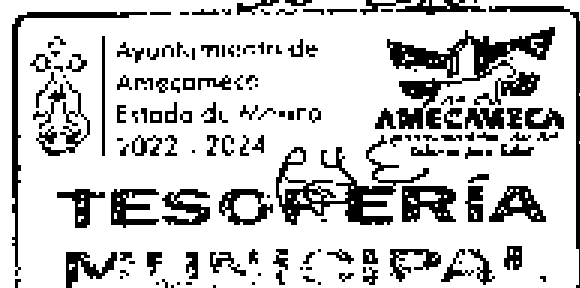 Ayuntamiento de
Amecameca
Estado de México
2022 - 2024
AMECAMECA
TESORERÍA
MUNICIPAL